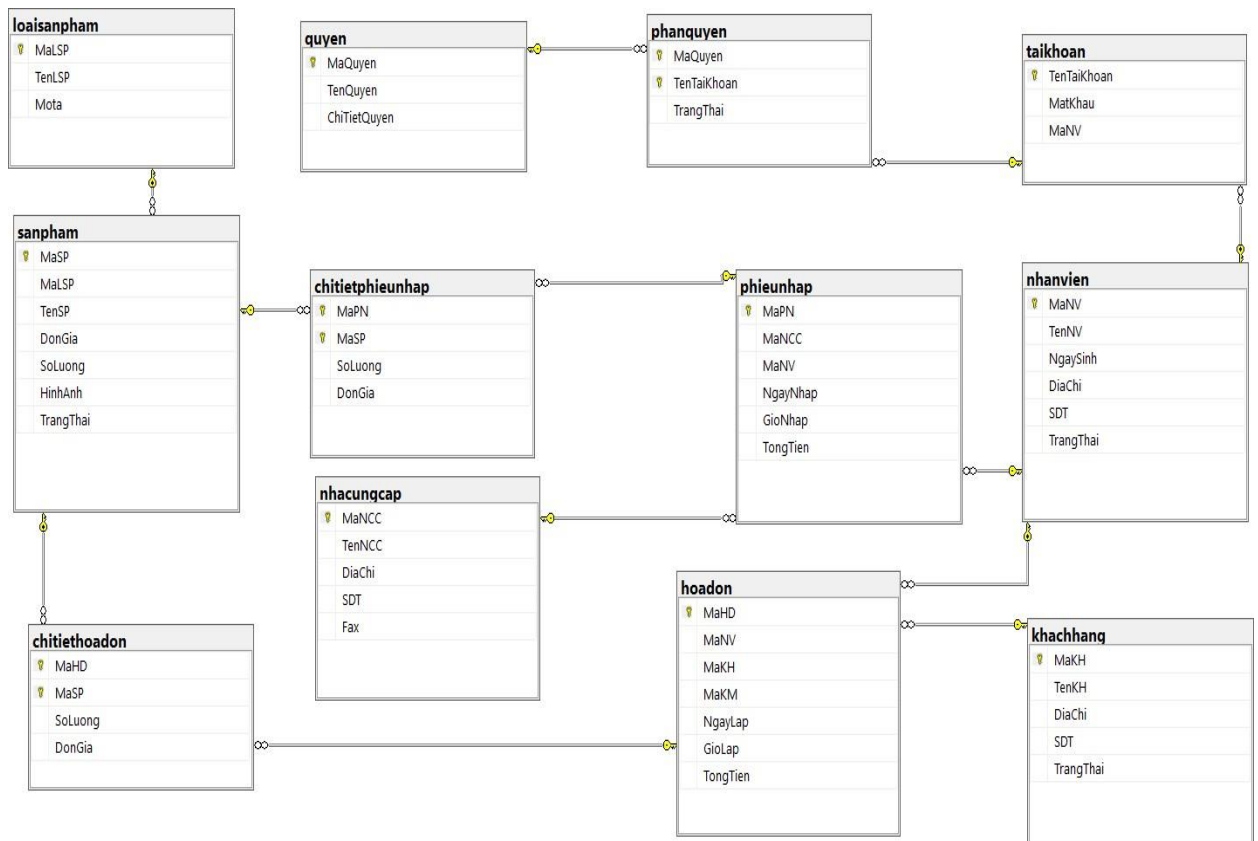 loaisanpham
MaLSP
TenLSP
Mota
quyen
MaQuyen
TenQuyen
ChiTietQuyen
phanquyen
MaQuyen
TenTaiKhoan
TrangThai
taikhoan
TenTaiKhoan
MatKhau
MaNV
sanpham
MaSP
MaLSP
TenSP
DonGia
SoLuong
HinhAnh
TrangThai
chitietphieunhap
MaPN
MaSP
SoLuong
DonGia
phieunhap
MaPN
MaNCC
MaNV
NgayNhap
GioNhap
TongTien
nhanvien
MaNV
TenNV
NgaySinh
DiaChi
SDT
TrangThai
nhacungcap
MaNCC
TenNCC
DiaChi
SDT
Fax
chitiethoadon
MaHD
MaSP
SoLuong
DonGia
hoadon
MaHD
MaNV
MaKH
MaKM
NgayLap
GioLap
TongTien
khachhang
MaKH
TenKH
DiaChi
SDT
TrangThai